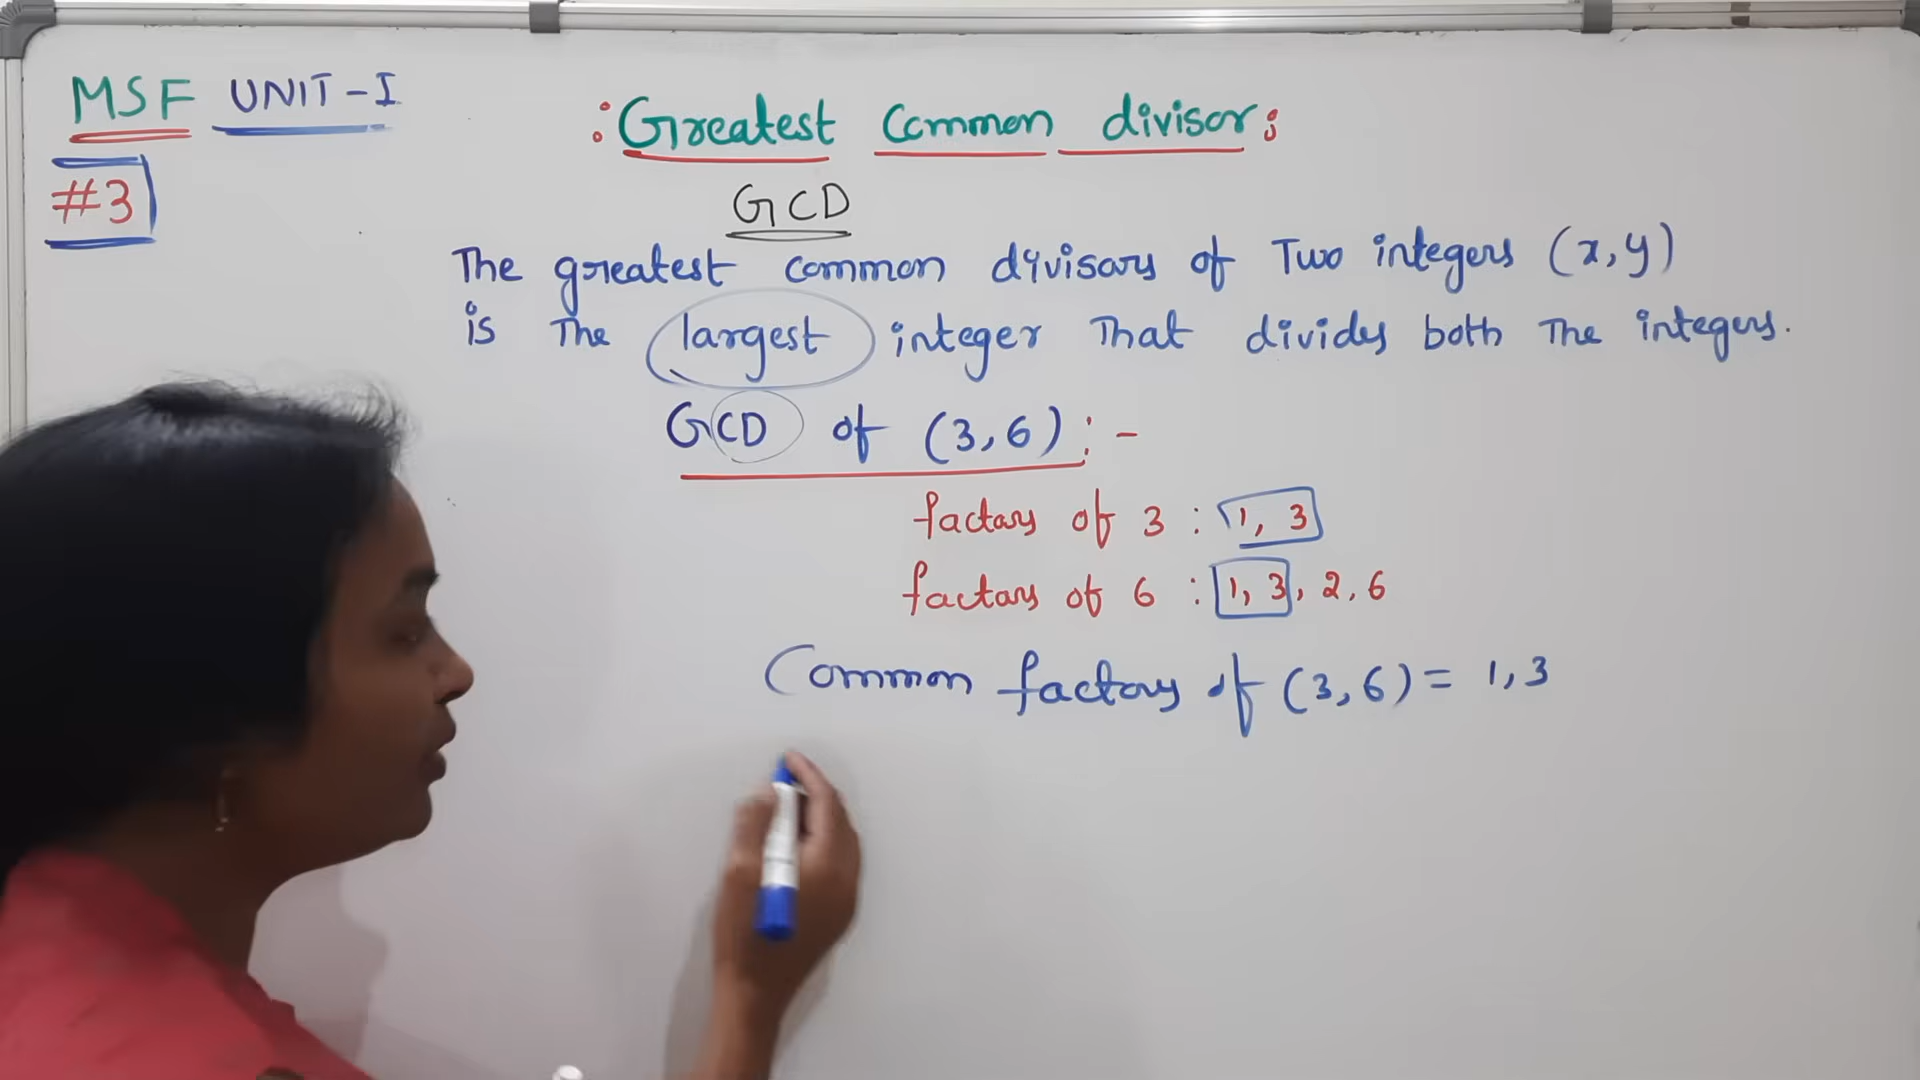 MSF UNIT-I
#3
:Greatest Common divisor:
GCD
The greatest common divisors of Two integers (x,y)
is The largest integer That divides both The integers.
GCD of (3,6):-
factors of 3 : 1, 3
factors of 6 : 1, 3, 2, 6
Common factors of (3,6) = 1,3